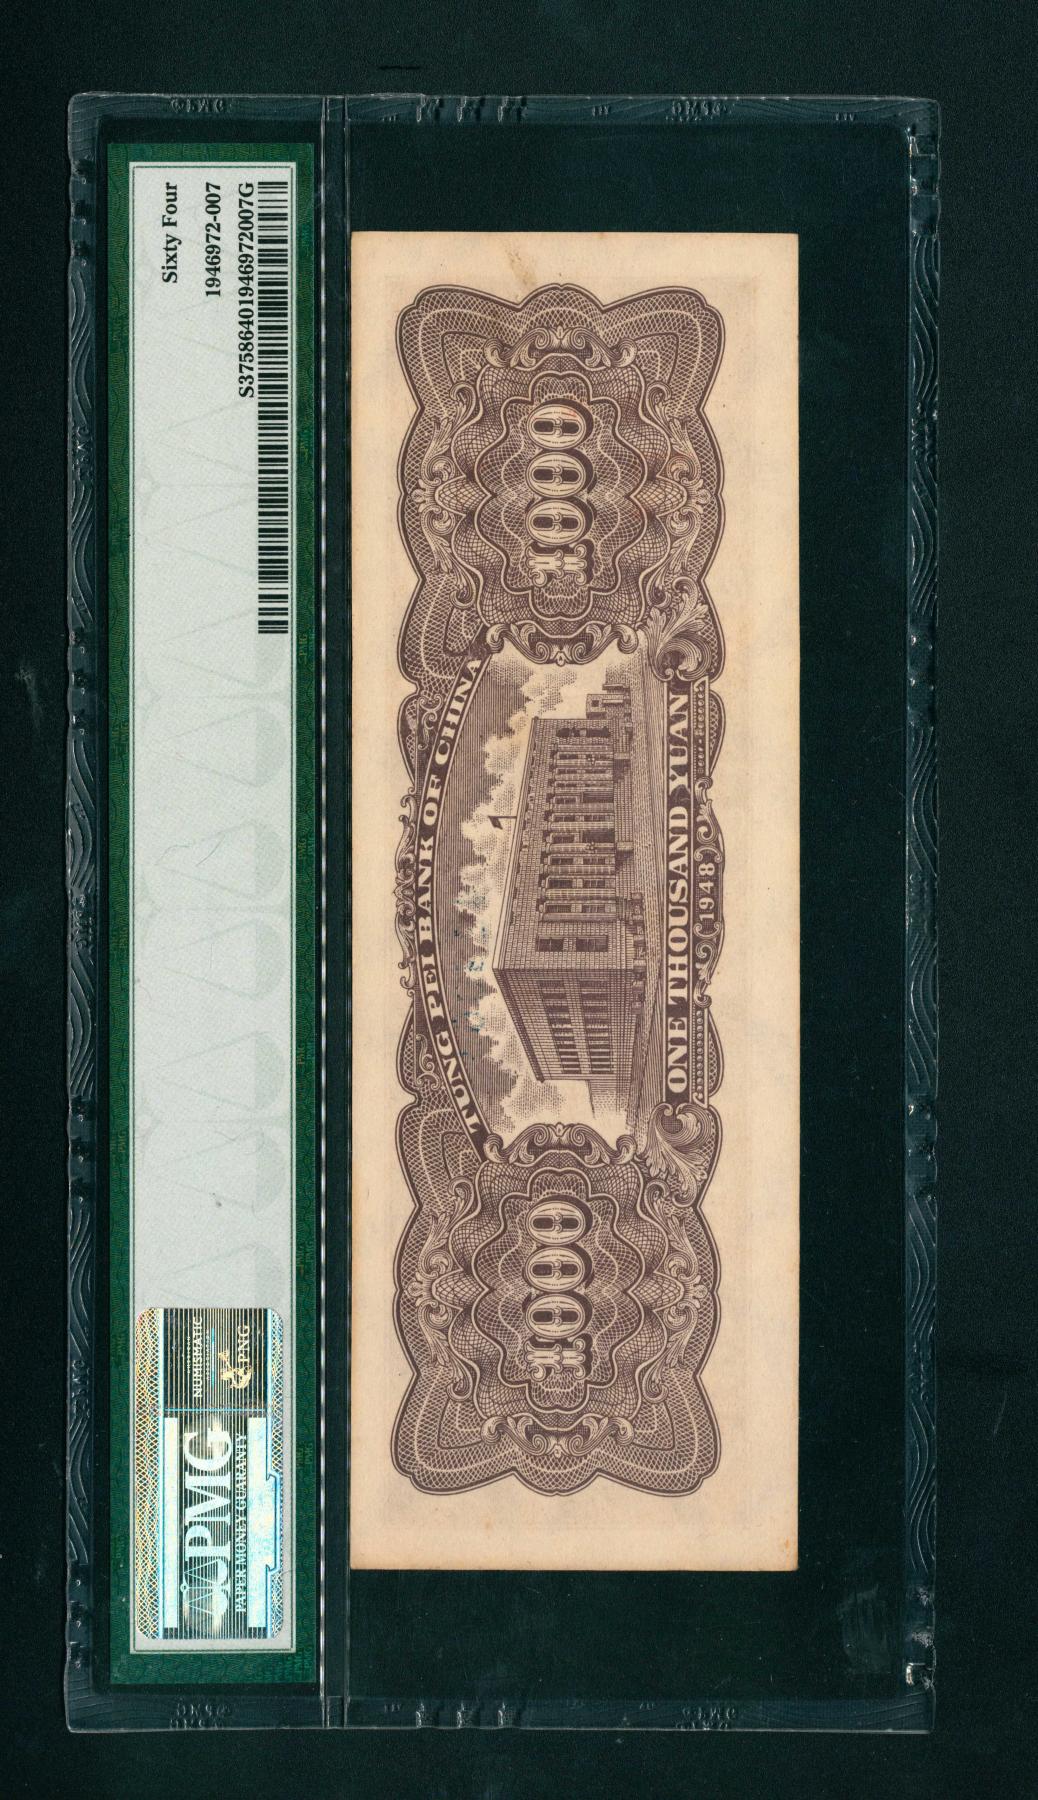 Sixty Four
1946972-007
S37586401946972007G
NUMISMATIC
PNG
PMG
PAPER MONEY GUARANTY
TUNG PEI BANK OF CHINA
1000
1000
ONE THOUSAND YUAN
1948